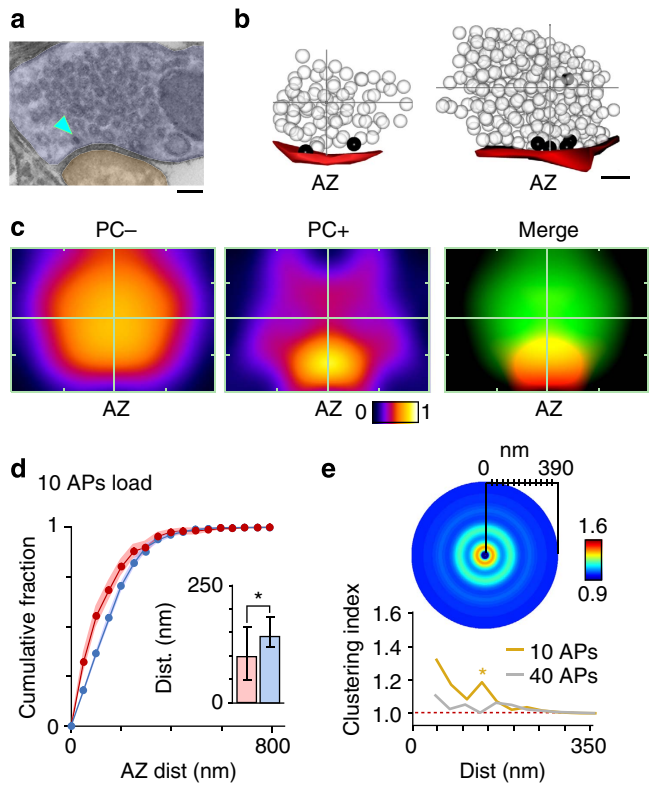 a
b
AZ
AZ
c
PC–
PC+
Merge
AZ
AZ
0
1
AZ
d
10 APs load
1
0
Cumulative fraction
0
800
AZ dist (nm)
250
0
Dist. (nm)
*
e
nm
0
390
1.6
0.9
1.6
1.4
1.2
1.0
Clustering index
10 APs
40 APs
*
0
350
Dist (nm)